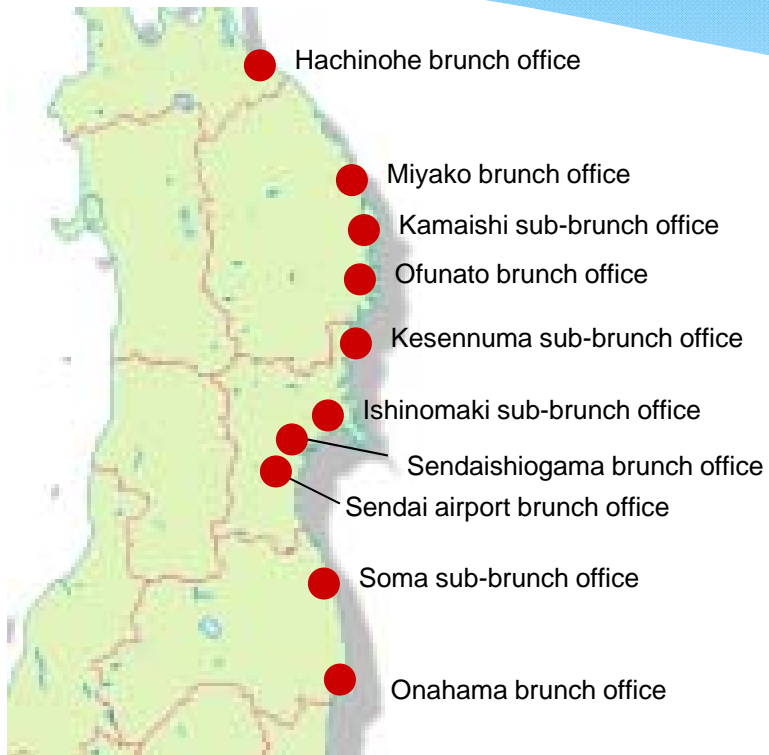 Hachinohe brunch office
Miyako brunch office
Kamaishi sub-brunch office
Ofunato brunch office
Kesennuma sub-brunch office
Ishinomaki sub-brunch office
Sendaishiogama brunch office
Sendai airport brunch office
Soma sub-brunch office
Onahama brunch office